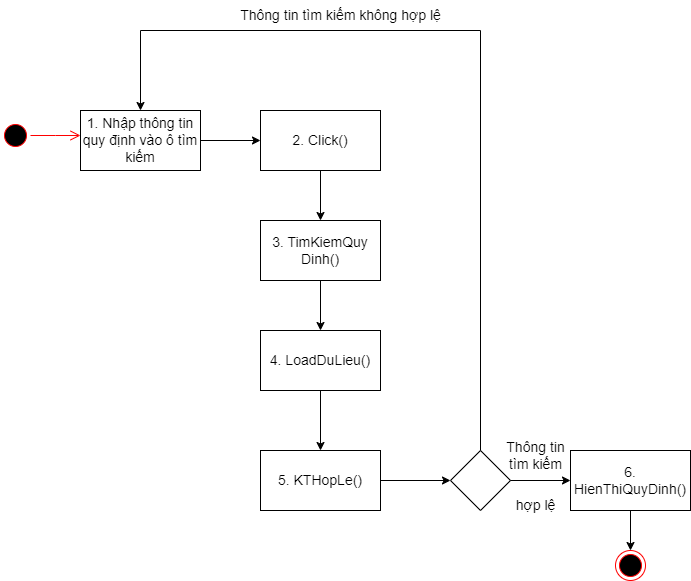 Thông tin tìm kiếm không hợp lệ
1. Nhập thông tin
quy định vào ô tìm
kiếm
2. Click()
3. TimKiemQuy
Dinh()
4. LoadDuLieu()
5. KTHopLe()
Thông tin
tìm kiếm
hợp lệ
6.
HienThiQuyDinh()